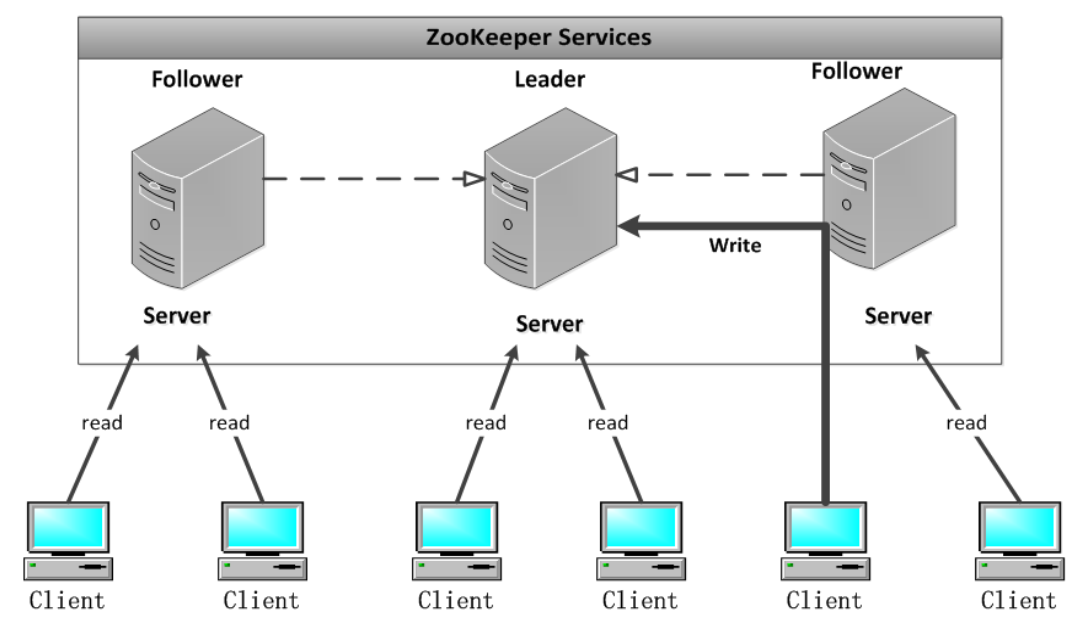 ZooKeeper Services
Follower
Leader
Follower
Write
Server
Server
Server
read
read
read
read
read
Client
Client
Client
Client
Client
Client